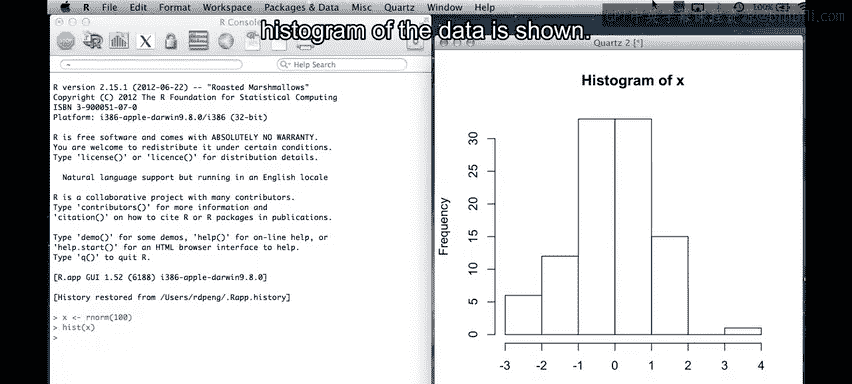 R File Edit Format Workspace Packages & Data Misc Quartz Window Help
100%
R Console
histogram of the data is shown.
Quartz 2 [*]
Help Search
R version 2.15.1 (2012-06-22) -- "Roasted Marshmallows"
Copyright (C) 2012 The R Foundation for Statistical Computing
ISBN 3-900051-07-0
Platform: i386-apple-darwin9.8.0/i386 (32-bit)
R is free software and comes with ABSOLUTELY NO WARRANTY.
You are welcome to redistribute it under certain conditions.
Type 'license()' or 'licence()' for distribution details.
Natural language support but running in an English locale
R is a collaborative project with many contributors.
Type 'contributors()' for more information and
'citation()' on how to cite R or R packages in publications.
Type 'demo()' for some demos, 'help()' for on-line help, or
'help.start()' for an HTML browser interface to help.
Type 'q()' to quit R.
[R.app GUI 1.52 (6188) i386-apple-darwin9.8.0]
[History restored from /Users/rdpeng/.Rapp.history]
> x <- rnorm(100)
> hist(x)
>
Histogram of x
Frequency
30
25
20
15
10
5
0
-3 -2 -1 0 1 2 3 4